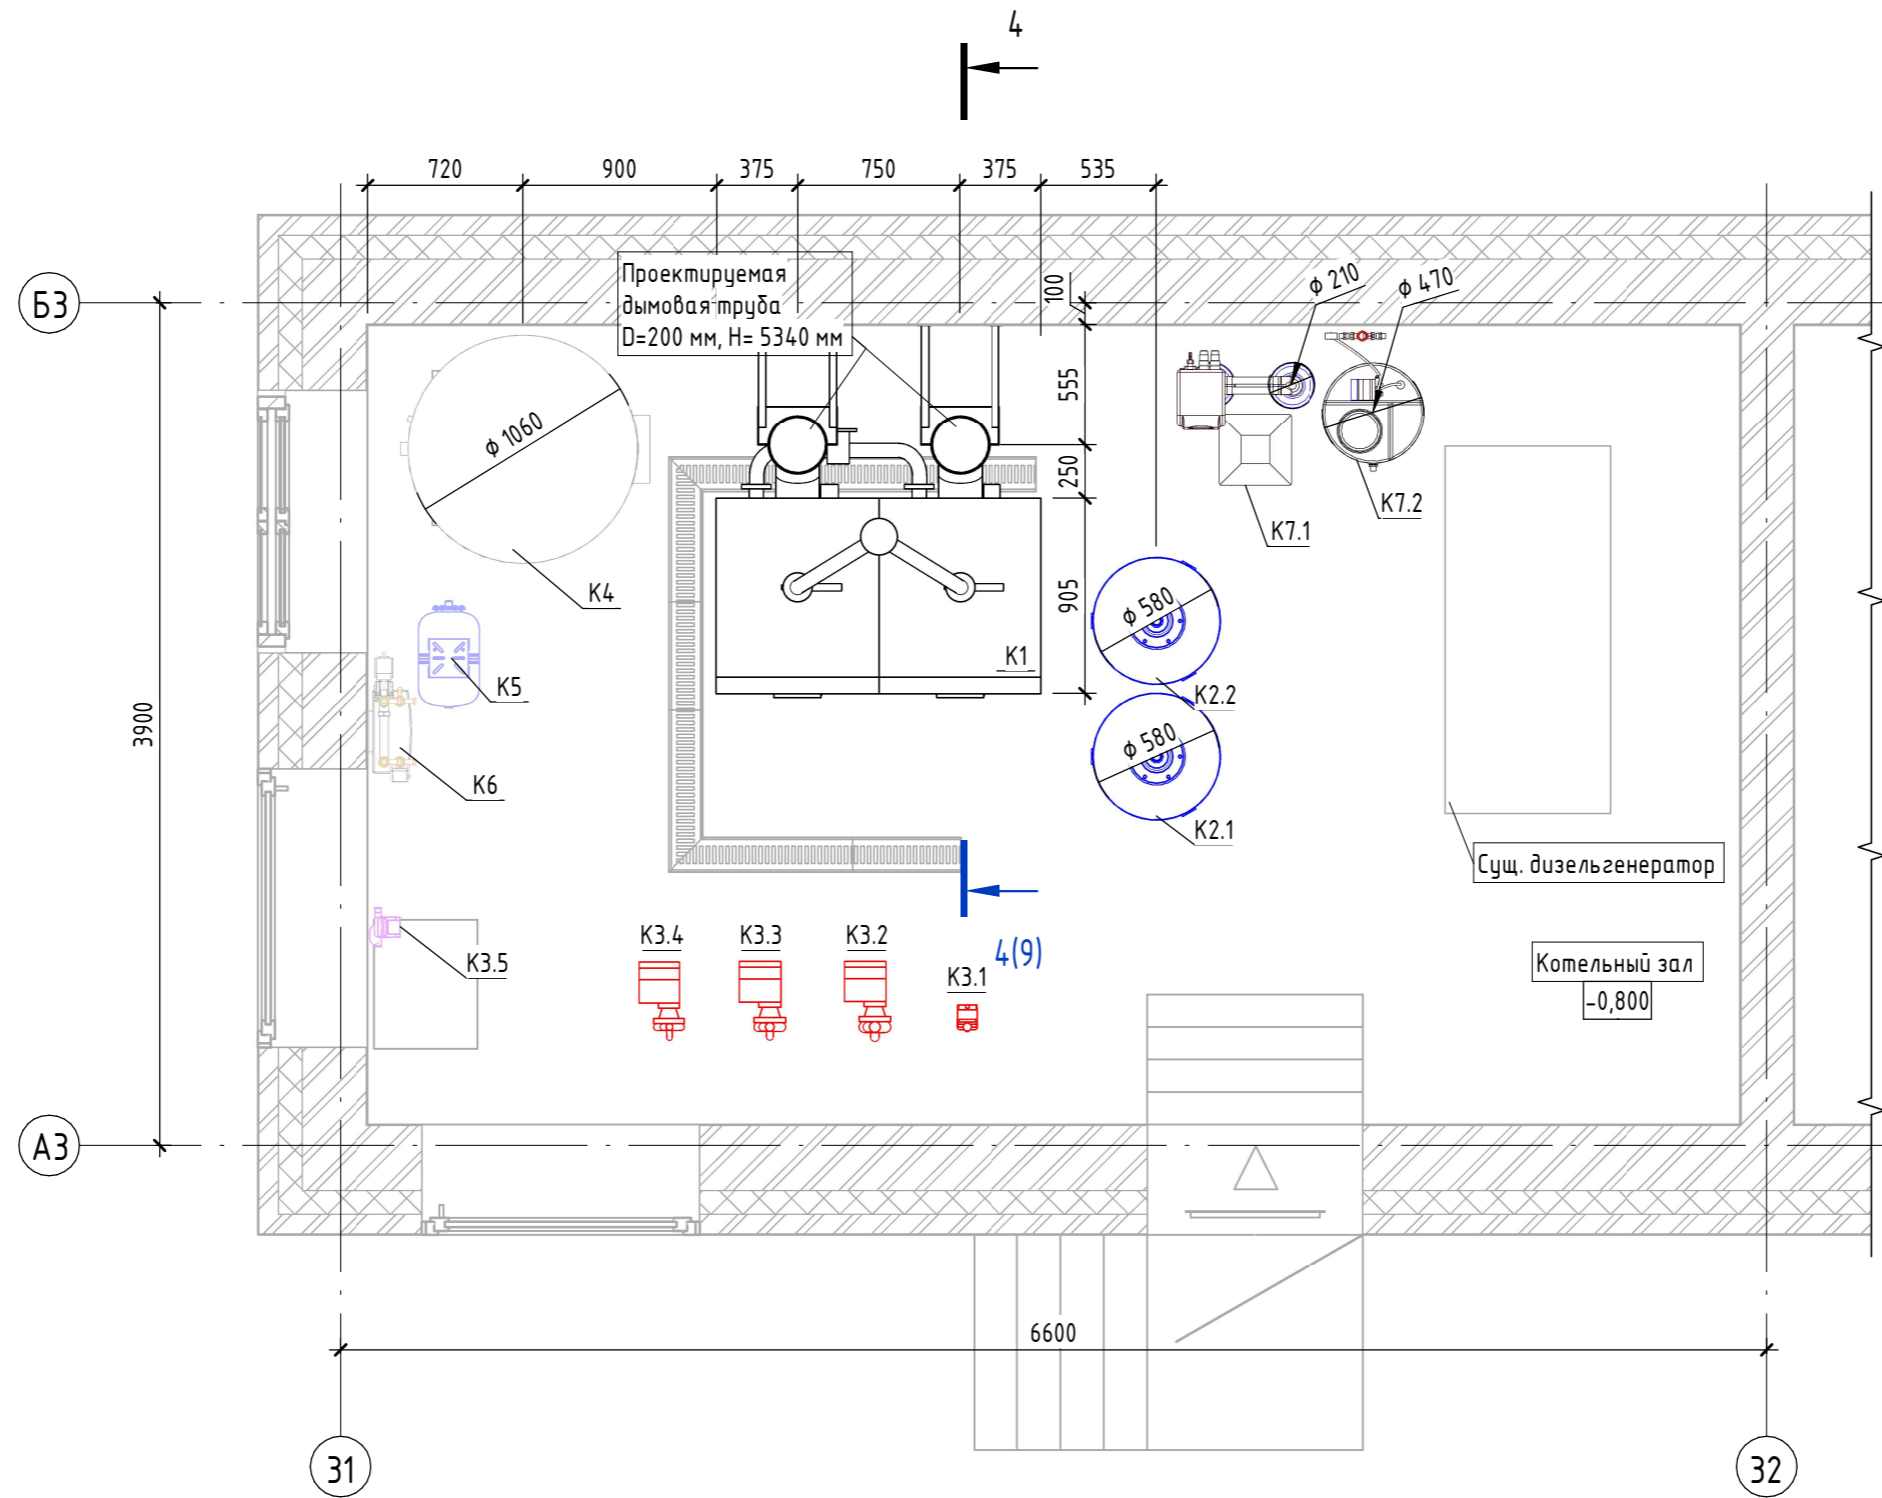 4
720
900
375
750
375
535
Б3
Проектируемая
дымовая труба
D=200 мм, H= 5340 мм
100
ϕ 210
ϕ 470
555
ϕ 1060
250
К7.2
К7.1
К4
905
ϕ 580
К1
К5
К2.2
3900
ϕ 580
К6
К2.1
Сущ. дизельгенератор
К3.4
К3.3
К3.2
4(9)
К3.5
К3.1
Котельный зал
-0,800
А3
6600
31
32